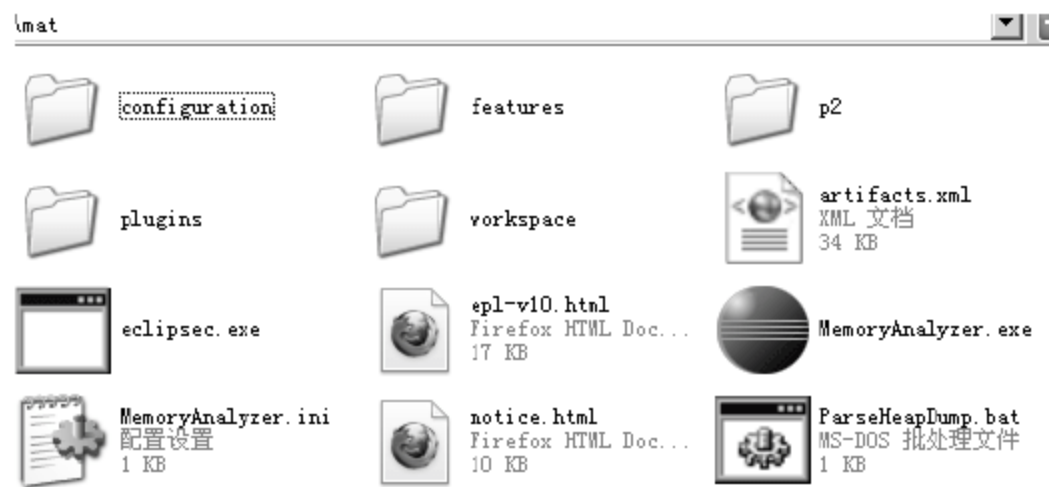 \mat
configuration
features
p2
plugins
workspace
artifacts.xml
XML 文档
34 KB
eclipsec.exe
epl-v10.html
Firefox HTML Doc...
17 KB
MemoryAnalyzer.exe
MemoryAnalyzer.ini
配置设置
1 KB
notice.html
Firefox HTML Doc...
10 KB
ParseHeapDump.bat
MS-DOS 批处理文件
1 KB